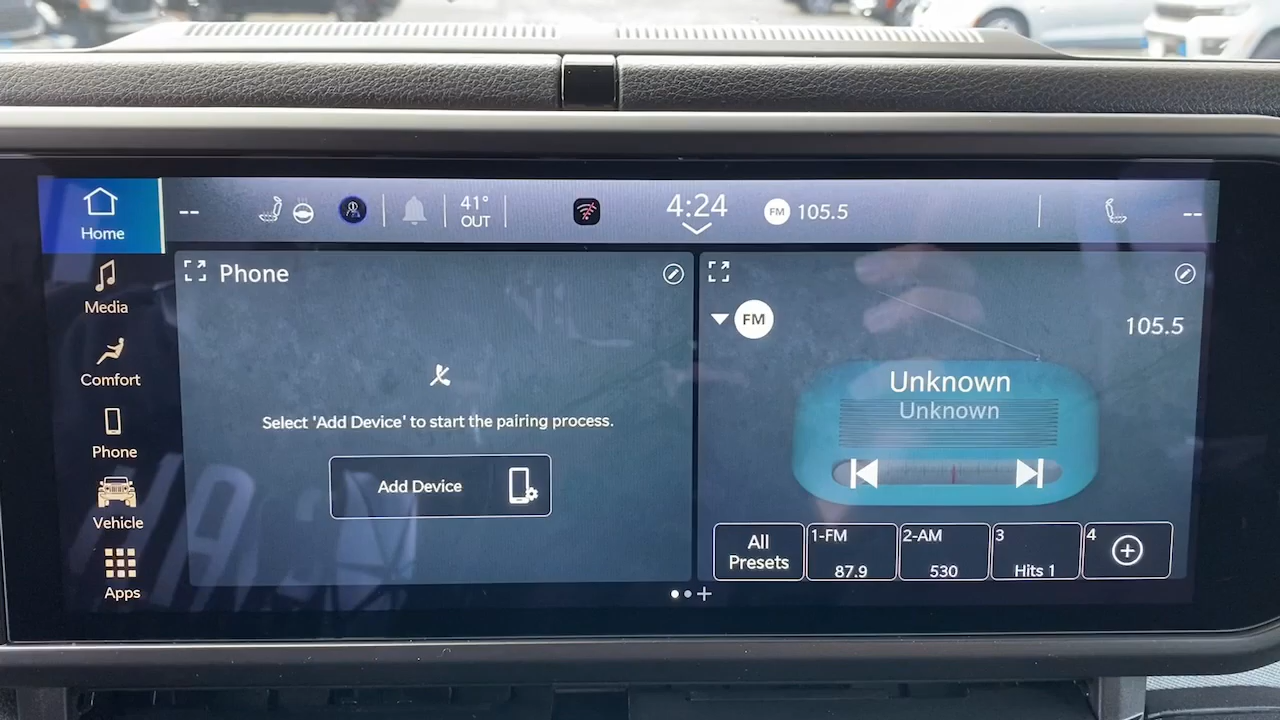 Home
--
41°
OUT
4:24
FM 105.5
--
Media
Comfort
Phone
Vehicle
Apps
Phone
Select 'Add Device' to start the pairing process.
Add Device
FM
105.5
Unknown
Unknown
All
Presets
1-FM
87.9
2-AM
530
3
Hits 1
4